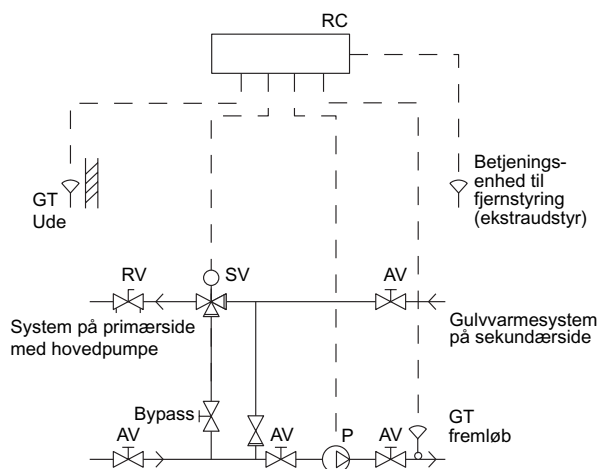 RC
GT
Ude
Betjenings-
enhed til
fjernstyring
(ekstraudstyr)
RV
SV
AV
System på primærside
med hovedpumpe
Gulvvarmesystem
på sekundærside
Bypass
AV
AV
P
AV
GT
fremløb